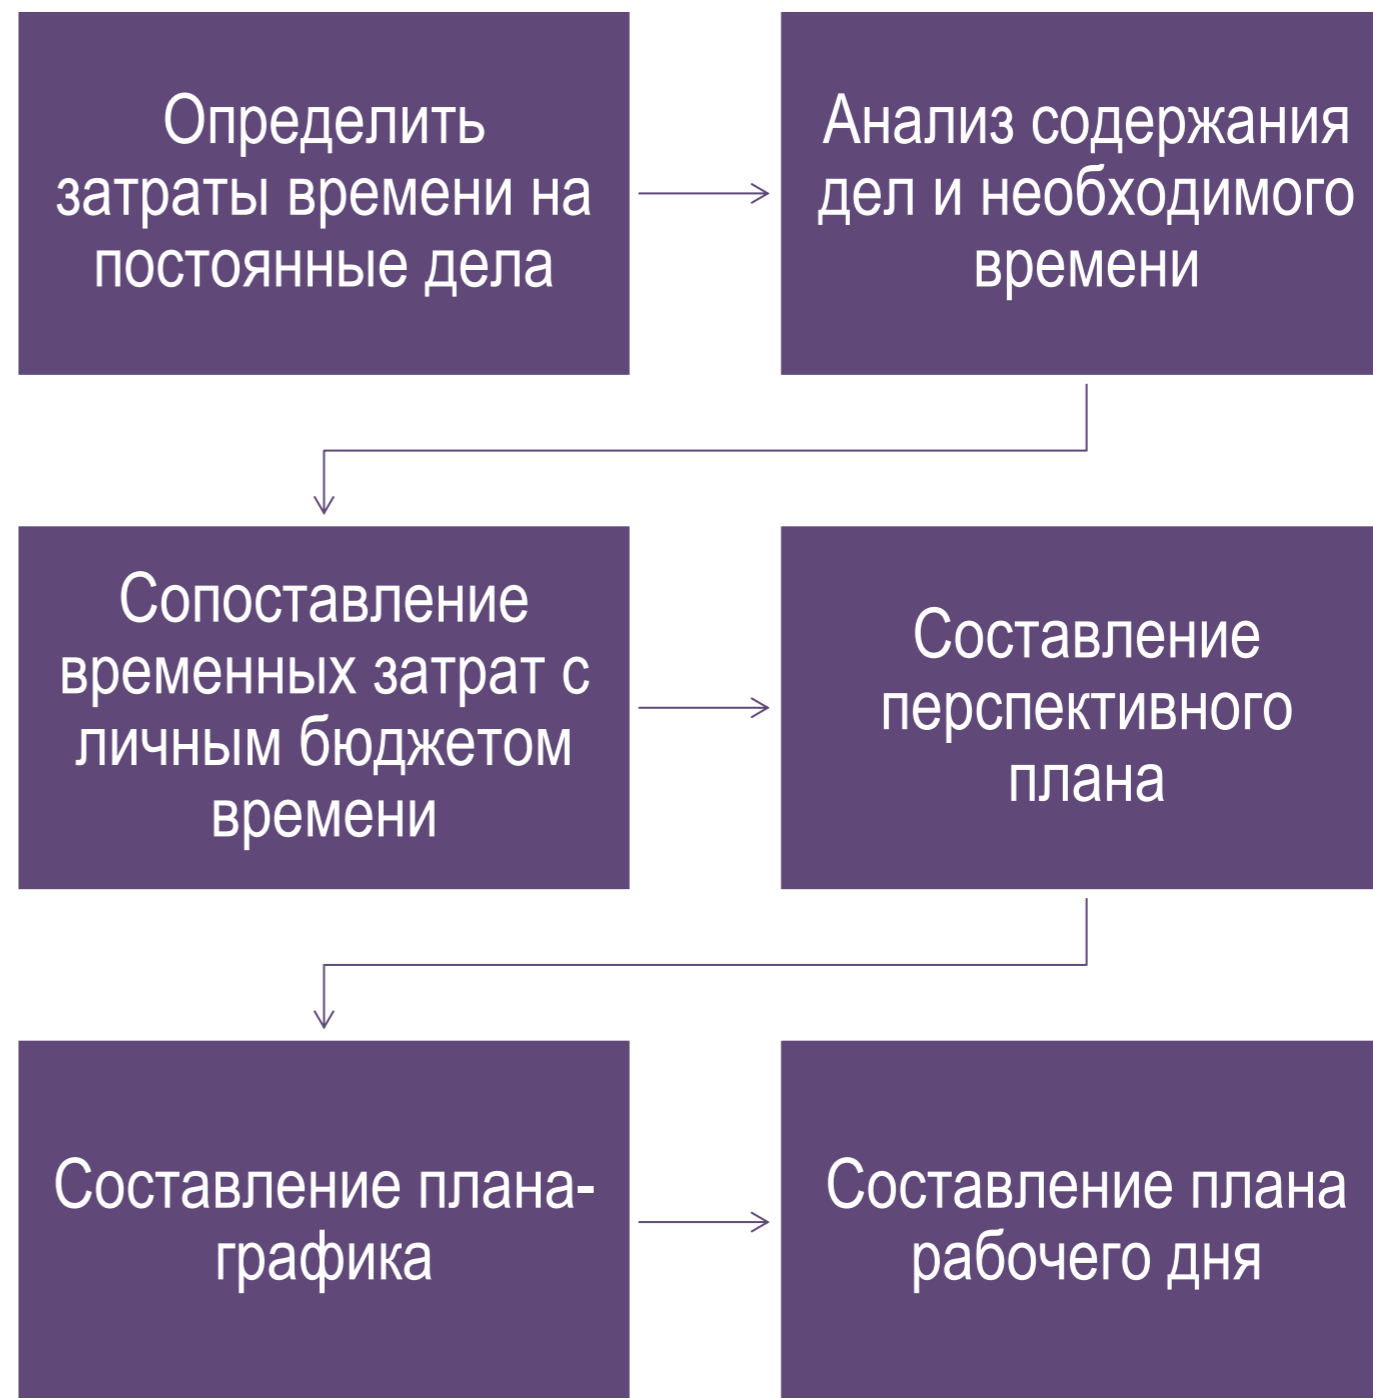 Определить
затраты времени на
постоянные дела
Анализ содержания
дел и необходимого
времени
Сопоставление
временных затрат с
личным бюджетом
времени
Составление
перспективного
плана
Составление плана-
графика
Составление плана
рабочего дня